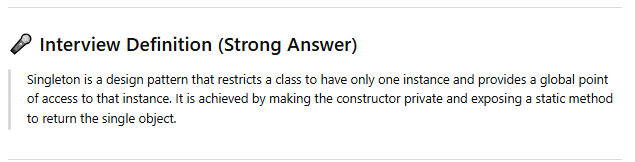 🎤 Interview Definition (Strong Answer)
Singleton is a design pattern that restricts a class to have only one instance and provides a global point
of access to that instance. It is achieved by making the constructor private and exposing a static method
to return the single object.